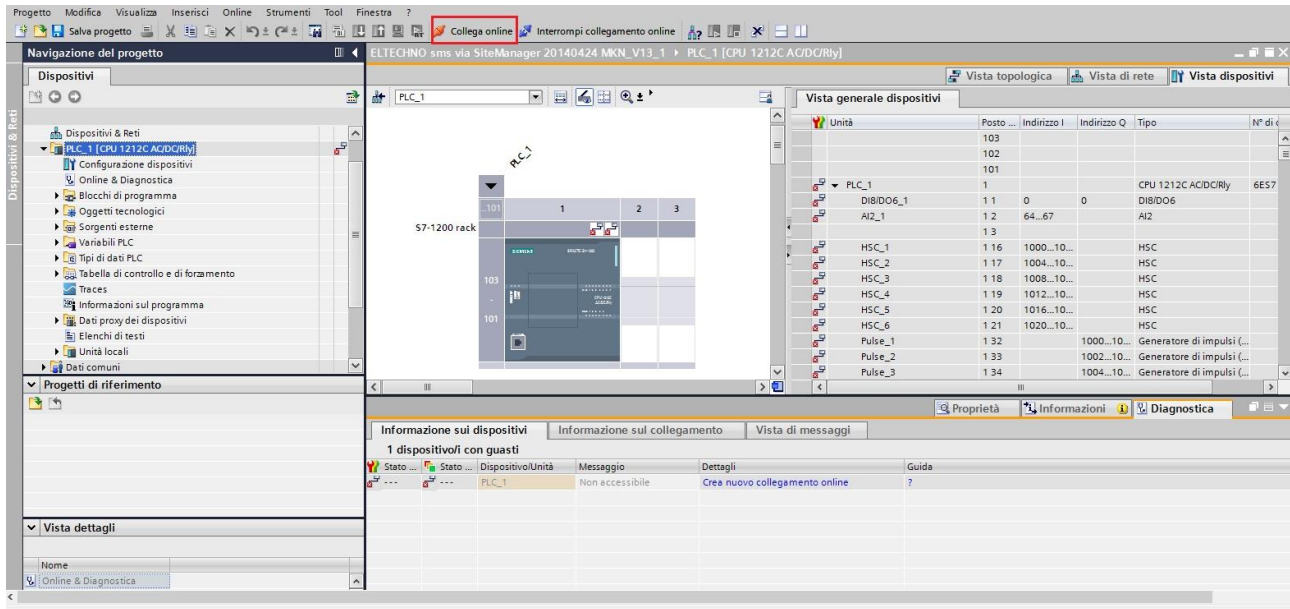 Progetto Modifica Visualizza Inserisci Online Strumenti Tool Finestra ?
Salva progetto Collega online Interrompi collegamento online
Navigazione del progetto
ELTECHNO sms via SiteManager 20140424 MKN_V13_1 PLC_1 [CPU 1212C AC/DC/Rly]
Dispositivi
Vista topologica Vista di rete Vista dispositivi
Dispositivi & Reti
Dispositivi & Reti
PLC_1 [CPU 1212C AC/DC/Rly]
Configurazione dispositivi
Online & Diagnostica
Blocchi di programma
Oggetti tecnologici
Sorgenti esterne
Variabili PLC
Tipi di dati PLC
Tabella di controllo e di forzamento
Traces
Informazioni sul programma
Dati proxy dei dispositivi
Elenchi di testi
Unità locali
Dati comuni
Progetti di riferimento
Vista dettagli
Nome
Online & Diagnostica
PLC_1
PLC_1
...101 1 2 3
S7-1200 rack
SIEMENS
103
-
101
Vista generale dispositivi
Unità Posto ... Indirizzo I Indirizzo Q Tipo N° di
103
102
101
PLC_1 1 CPU 1212C AC/DC/Rly 6ES7
DI8/DO6_1 1 1 0 0 DI8/DO6
AI2_1 1 2 64...67 AI2
1 3
HSC_1 1 16 1000...10... HSC
HSC_2 1 17 1004...10... HSC
HSC_3 1 18 1008...10... HSC
HSC_4 1 19 1012...10... HSC
HSC_5 1 20 1016...10... HSC
HSC_6 1 21 1020...10... HSC
Pulse_1 1 32 1000...10... Generatore di impulsi (...
Pulse_2 1 33 1002...10... Generatore di impulsi (...
Pulse_3 1 34 1004...10... Generatore di impulsi (...
Proprietà Informazioni Diagnostica
Informazione sui dispositivi Informazione sul collegamento Vista di messaggi
1 dispositivo/i con guasti
Stato ... Stato ... Dispositivo/Unità Messaggio Dettagli Guida
--- --- PLC_1 Non accessibile Crea nuovo collegamento online ?